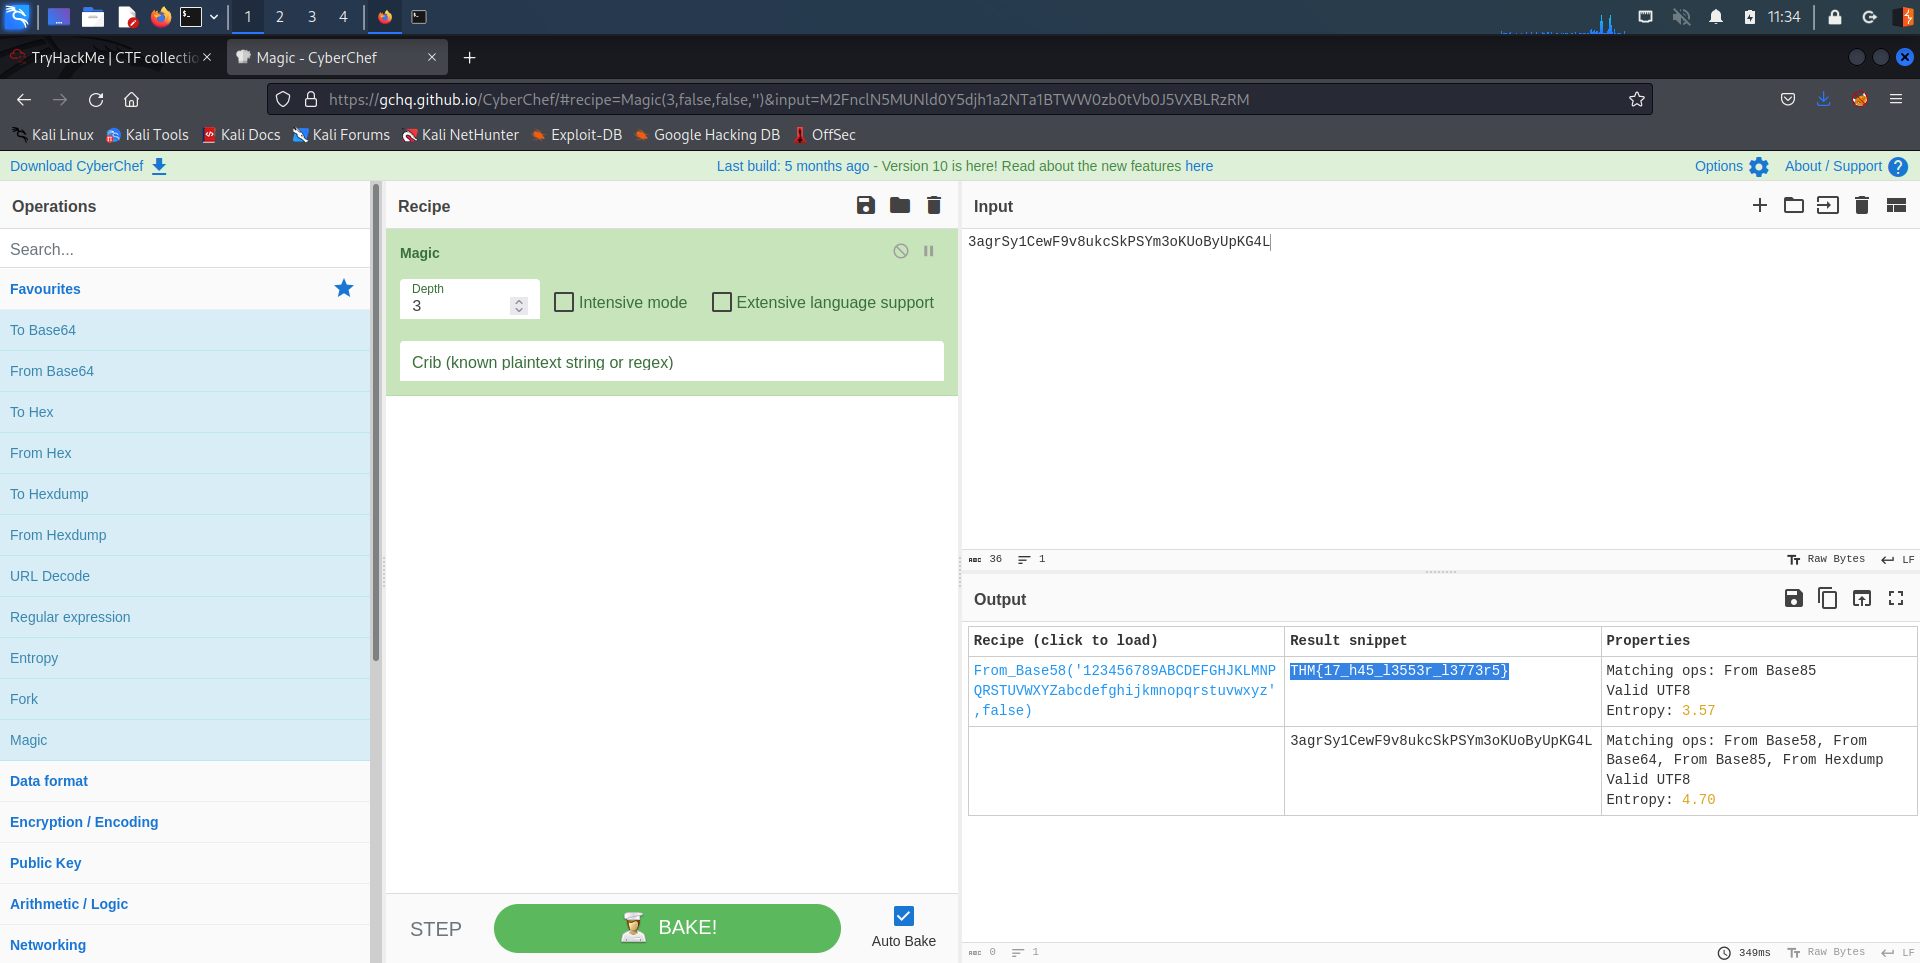 1 2 3 4 11:34
TryHackMe | CTF collectio Magic - CyberChef
https://gchq.github.io/CyberChef/#recipe=Magic(3,false,false,'')&input=M2FnclN5MUNld0Y5djh1a2NTa1BTWW0zb0tVb0J5VXBLRzRM
Kali Linux Kali Tools Kali Docs Kali Forums Kali NetHunter Exploit-DB Google Hacking DB OffSec
Download CyberChef Last build: 5 months ago - Version 10 is here! Read about the new features here Options About / Support
Operations
Search...
Favourites
To Base64
From Base64
To Hex
From Hex
To Hexdump
From Hexdump
URL Decode
Regular expression
Entropy
Fork
Magic
Data format
Encryption / Encoding
Public Key
Arithmetic / Logic
Networking
Recipe
Magic
Depth
3
Intensive mode Extensive language support
Crib (known plaintext string or regex)
STEP BAKE! Auto Bake
Input
3agrSy1CewF9v8ukcSkPSYm3oKUoByUpKG4L
ABC 36 1 Raw Bytes LF
Output
Recipe (click to load) Result snippet Properties
From_Base58('123456789ABCDEFGHJKLMNP
QRSTUVWXYZabcdefghijkmnopqrstuvwxyz'
,false)
THM{17_h45_l3553r_l3773r5}
Matching ops: From Base85
Valid UTF8
Entropy: 3.57
3agrSy1CewF9v8ukcSkPSYm3oKUoByUpKG4L
Matching ops: From Base58, From
Base64, From Base85, From Hexdump
Valid UTF8
Entropy: 4.70
ABC 0 1 349ms Raw Bytes LF